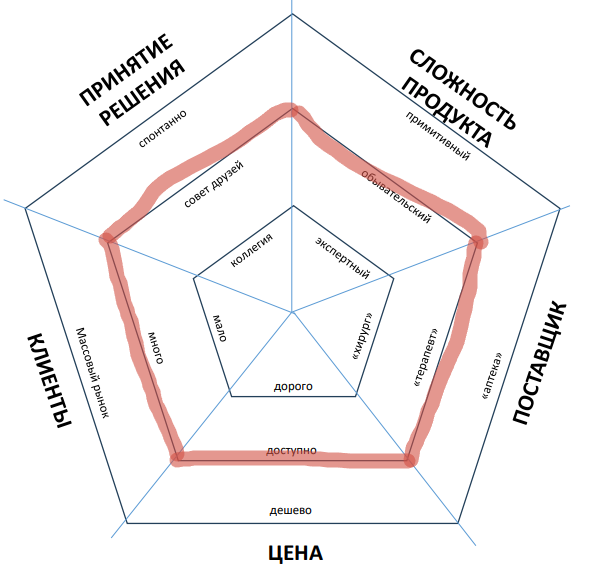 ПРИНЯТИЕ
РЕШЕНИЯ
СЛОЖНОСТЬ
ПРОДУКТА
спонтанно
примитивный
совет друзей
обывательский
коллегия
экспертный
КЛИЕНТЫ
Массовый рынок
много
мало
«хирург»
«терапевт»
«аптека»
ПОСТАВЩИК
дорого
доступно
дешево
ЦЕНА